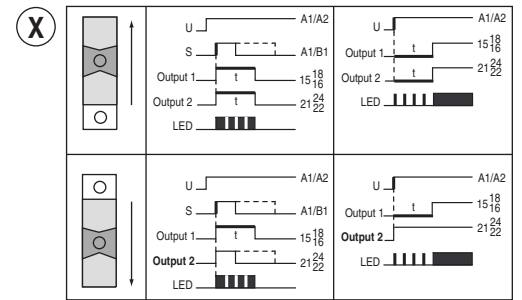 X
U A1/A2
S A1/B1
Output 1 t 15 18 16
Output 2 t 21 24 22
LED
U A1/A2
Output 1 t 15 18 16
Output 2 t 21 24 22
LED
U A1/A2
S A1/B1
Output 1 t 15 18 16
Output 2 21 24 22
LED
U A1/A2
Output 1 t 15 18 16
Output 2 21 24 22
LED